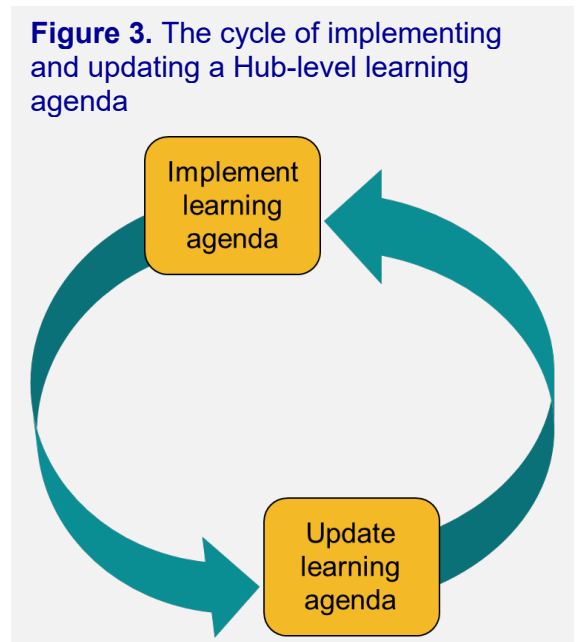 Figure 3. The cycle of implementing
and updating a Hub-level learning
agenda
Implement
learning
agenda
Update
learning
agenda